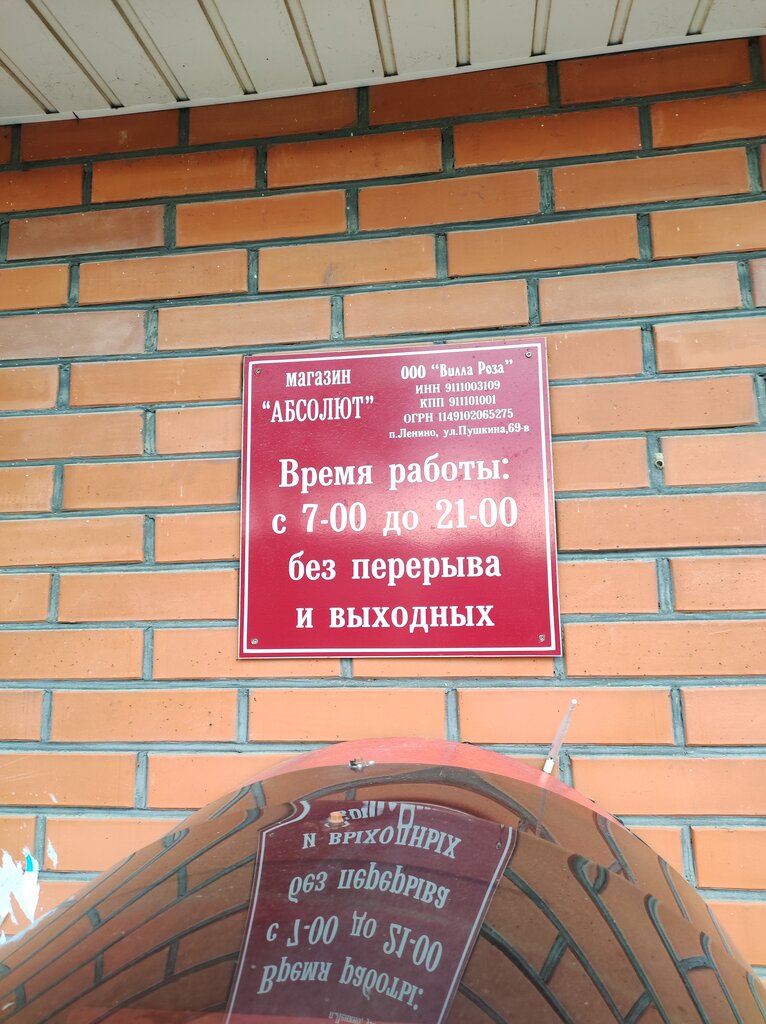 магазин
"АБСОЛЮТ"
ООО "Вилла Роза"
ИНН 9111003109
КПП 911101001
ОГРН 1149102065275
п.Ленино, ул.Пушкина,69-в
Время работы:
с 7-00 до 21-00
без перерыва
и выходных